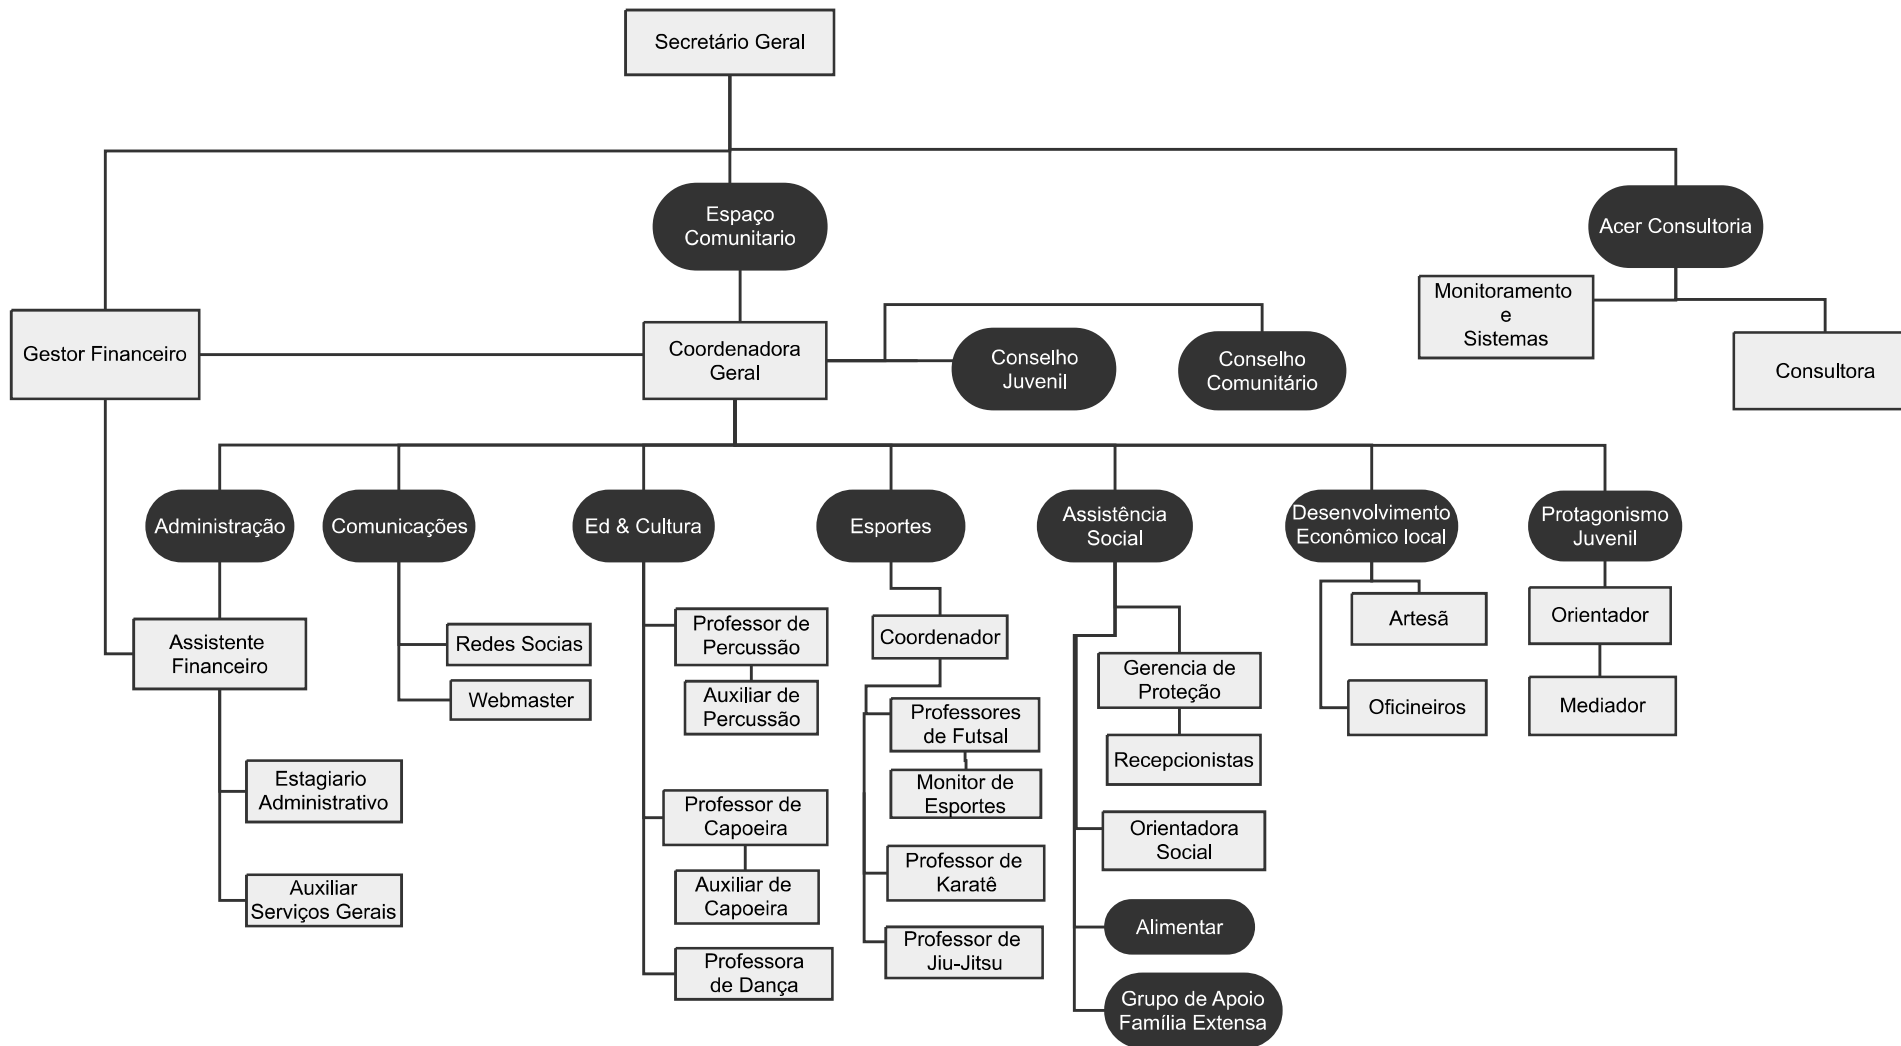 Secretário Geral
Espaço
Comunitario
Acer Consultoria
Monitoramento
e
Sistemas
Consultora
Gestor Financeiro
Coordenadora
Geral
Conselho
Juvenil
Conselho
Comunitário
Administração
Comunicações
Ed & Cultura
Esportes
Assistência
Social
Desenvolvimento
Econômico local
Protagonismo
Juvenil
Assistente
Financeiro
Estagiario
Administrativo
Auxiliar
Serviços Gerais
Redes Socias
Webmaster
Professor de
Percussão
Auxiliar de
Percussão
Professor de
Capoeira
Auxiliar de
Capoeira
Professora
de Dança
Coordenador
Professores
de Futsal
Monitor de
Esportes
Professor de
Karatê
Professor de
Jiu-Jitsu
Gerencia de
Proteção
Recepcionistas
Orientadora
Social
Alimentar
Grupo de Apoio
Família Extensa
Artesã
Oficineiros
Orientador
Mediador